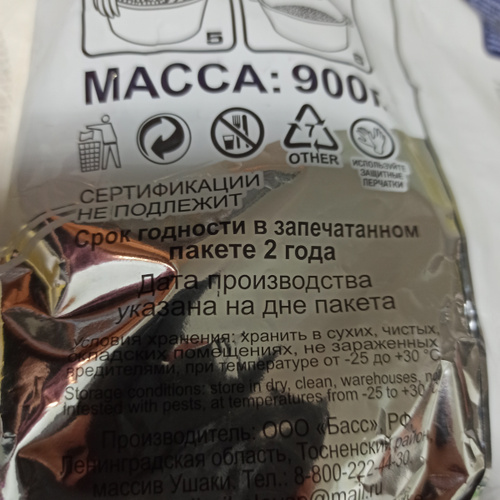 5
МАССА: 900г.
7
OTHER
ИСПОЛЬЗУЙТЕ
ЗАЩИТНЫЕ
ПЕРЧАТКИ
СЕРТИФИКАЦИИ
НЕ ПОДЛЕЖИТ
Срок годности в запечатанном
пакете 2 года
Дата производства
указана на дне пакета
условия хранения: хранить в сухих, чистых,
складских помещениях, не зараженных
вредителями, при температуре от -25 до +30 °С
Storage conditions: store in dry, clean, warehouses,
infested with pests, at temperatures from -25 to +30
Производитель: ООО «Басс», РФ,
Ленинградская область, Тосненский район,
массив Ушаки. Тел.: 8-800-222-44-30,